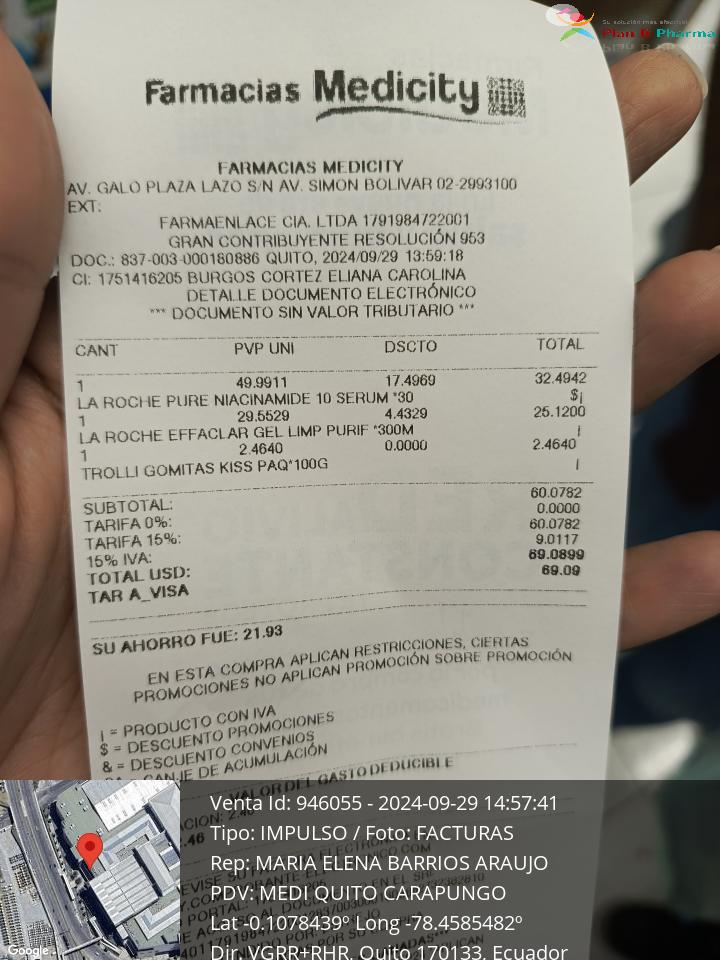 Su solución más efectiva
Plan B Pharma
Farmacias Medicity
FARMACIAS MEDICITY
AV. GALO PLAZA LAZO S/N AV. SIMON BOLIVAR 02-2993100
EXT:
FARMAENLACE CIA. LTDA 1791984722001
GRAN CONTRIBUYENTE RESOLUCIÓN 953
DOC.: 837-003-000180886 QUITO, 2024/09/29 13:59:18
CI: 1751416205 BURGOS CORTEZ ELIANA CAROLINA
DETALLE DOCUMENTO ELECTRÓNICO
*** DOCUMENTO SIN VALOR TRIBUTARIO ***
CANT PVP UNI DSCTO TOTAL
1 49.9911 17.4969 32.4942
LA ROCHE PURE NIACINAMIDE 10 SERUM *30 $¡
1 29.5529 4.4329 25.1200
LA ROCHE EFFACLAR GEL LIMP PURIF *300M ¡
1 2.4640 0.0000 2.4640
TROLLI GOMITAS KISS PAQ*100G ¡
SUBTOTAL: 60.0782
TARIFA 0%: 0.0000
TARIFA 15%: 60.0782
15% IVA: 9.0117
TOTAL USD: 69.0899
TAR A_VISA 69.09
SU AHORRO FUE: 21.93
EN ESTA COMPRA APLICAN RESTRICCIONES, CIERTAS
PROMOCIONES NO APLICAN PROMOCIÓN SOBRE PROMOCIÓN
¡ = PRODUCTO CON IVA
$ = DESCUENTO PROMOCIONES
& = DESCUENTO CONVENIOS
CANJE DE ACUMULACIÓN
VALOR DEL GASTO DEDUCIBLE
Venta Id: 946055 - 2024-09-29 14:57:41
Tipo: IMPULSO / Foto: FACTURAS
Rep: MARIA ELENA BARRIOS ARAUJO
PDV: MEDI QUITO CARAPUNGO
Lat -0.1078439º Long -78.4585482º
Dir. VGRR+RHR, Quito 170133, Ecuador
Google